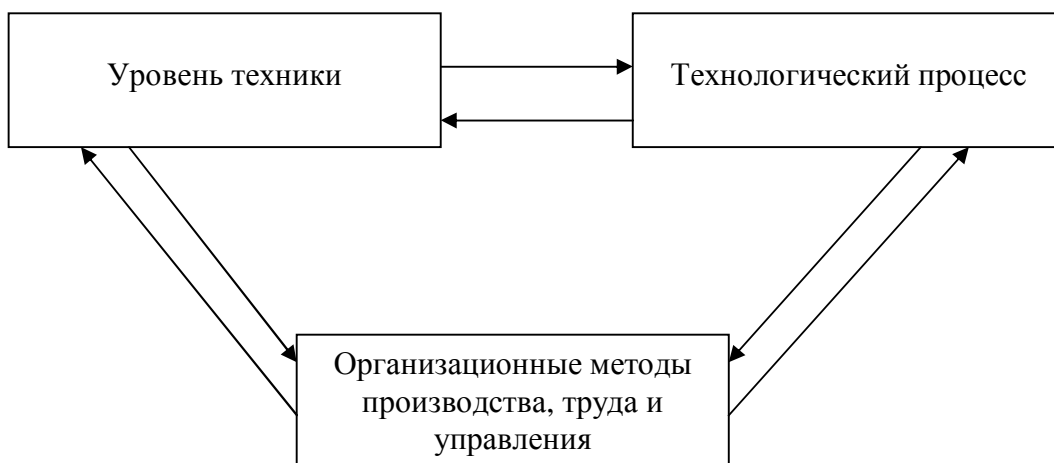 Уровень техники
Технологический процесс
Организационные методы
производства, труда и
управления